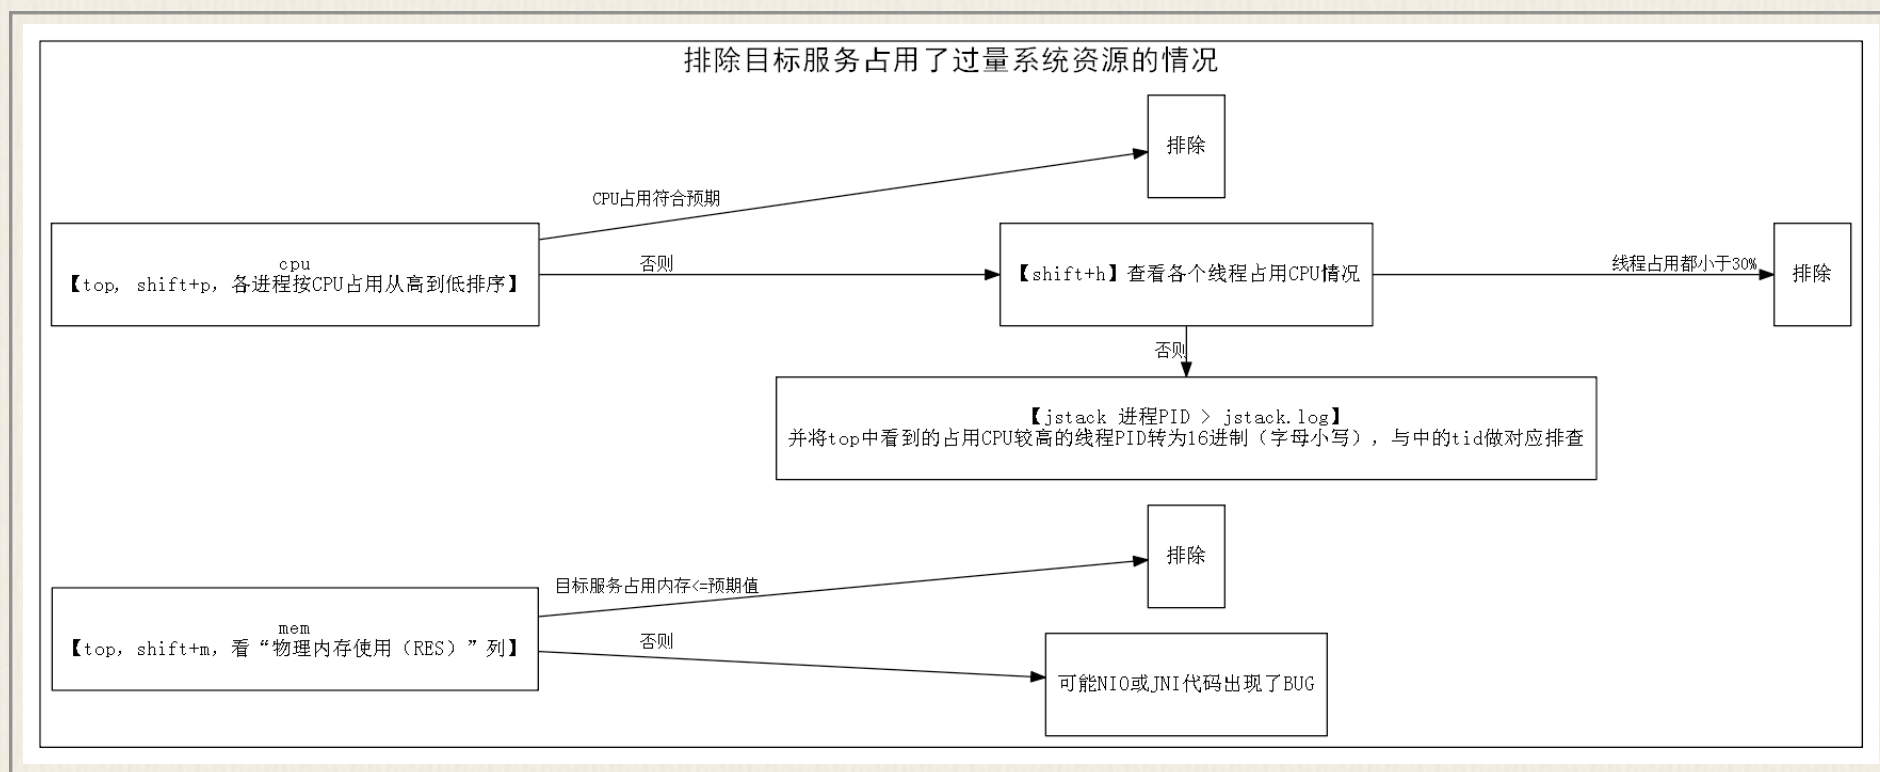 排除目标服务占用了过量系统资源的情况
排除
CPU占用符合预期
cpu
【top, shift+p, 各进程按CPU占用从高到低排序】
否则
【shift+h】查看各个线程占用CPU情况
线程占用都小于30%
排除
否则
【jstack 进程PID > jstack.log】
并将top中看到的占用CPU较高的线程PID转为16进制（字母小写），与中的tid做对应排查
排除
目标服务占用内存<=预期值
mem
【top, shift+m, 看“物理内存使用（RES）”列】
否则
可能NIO或JNI代码出现了BUG